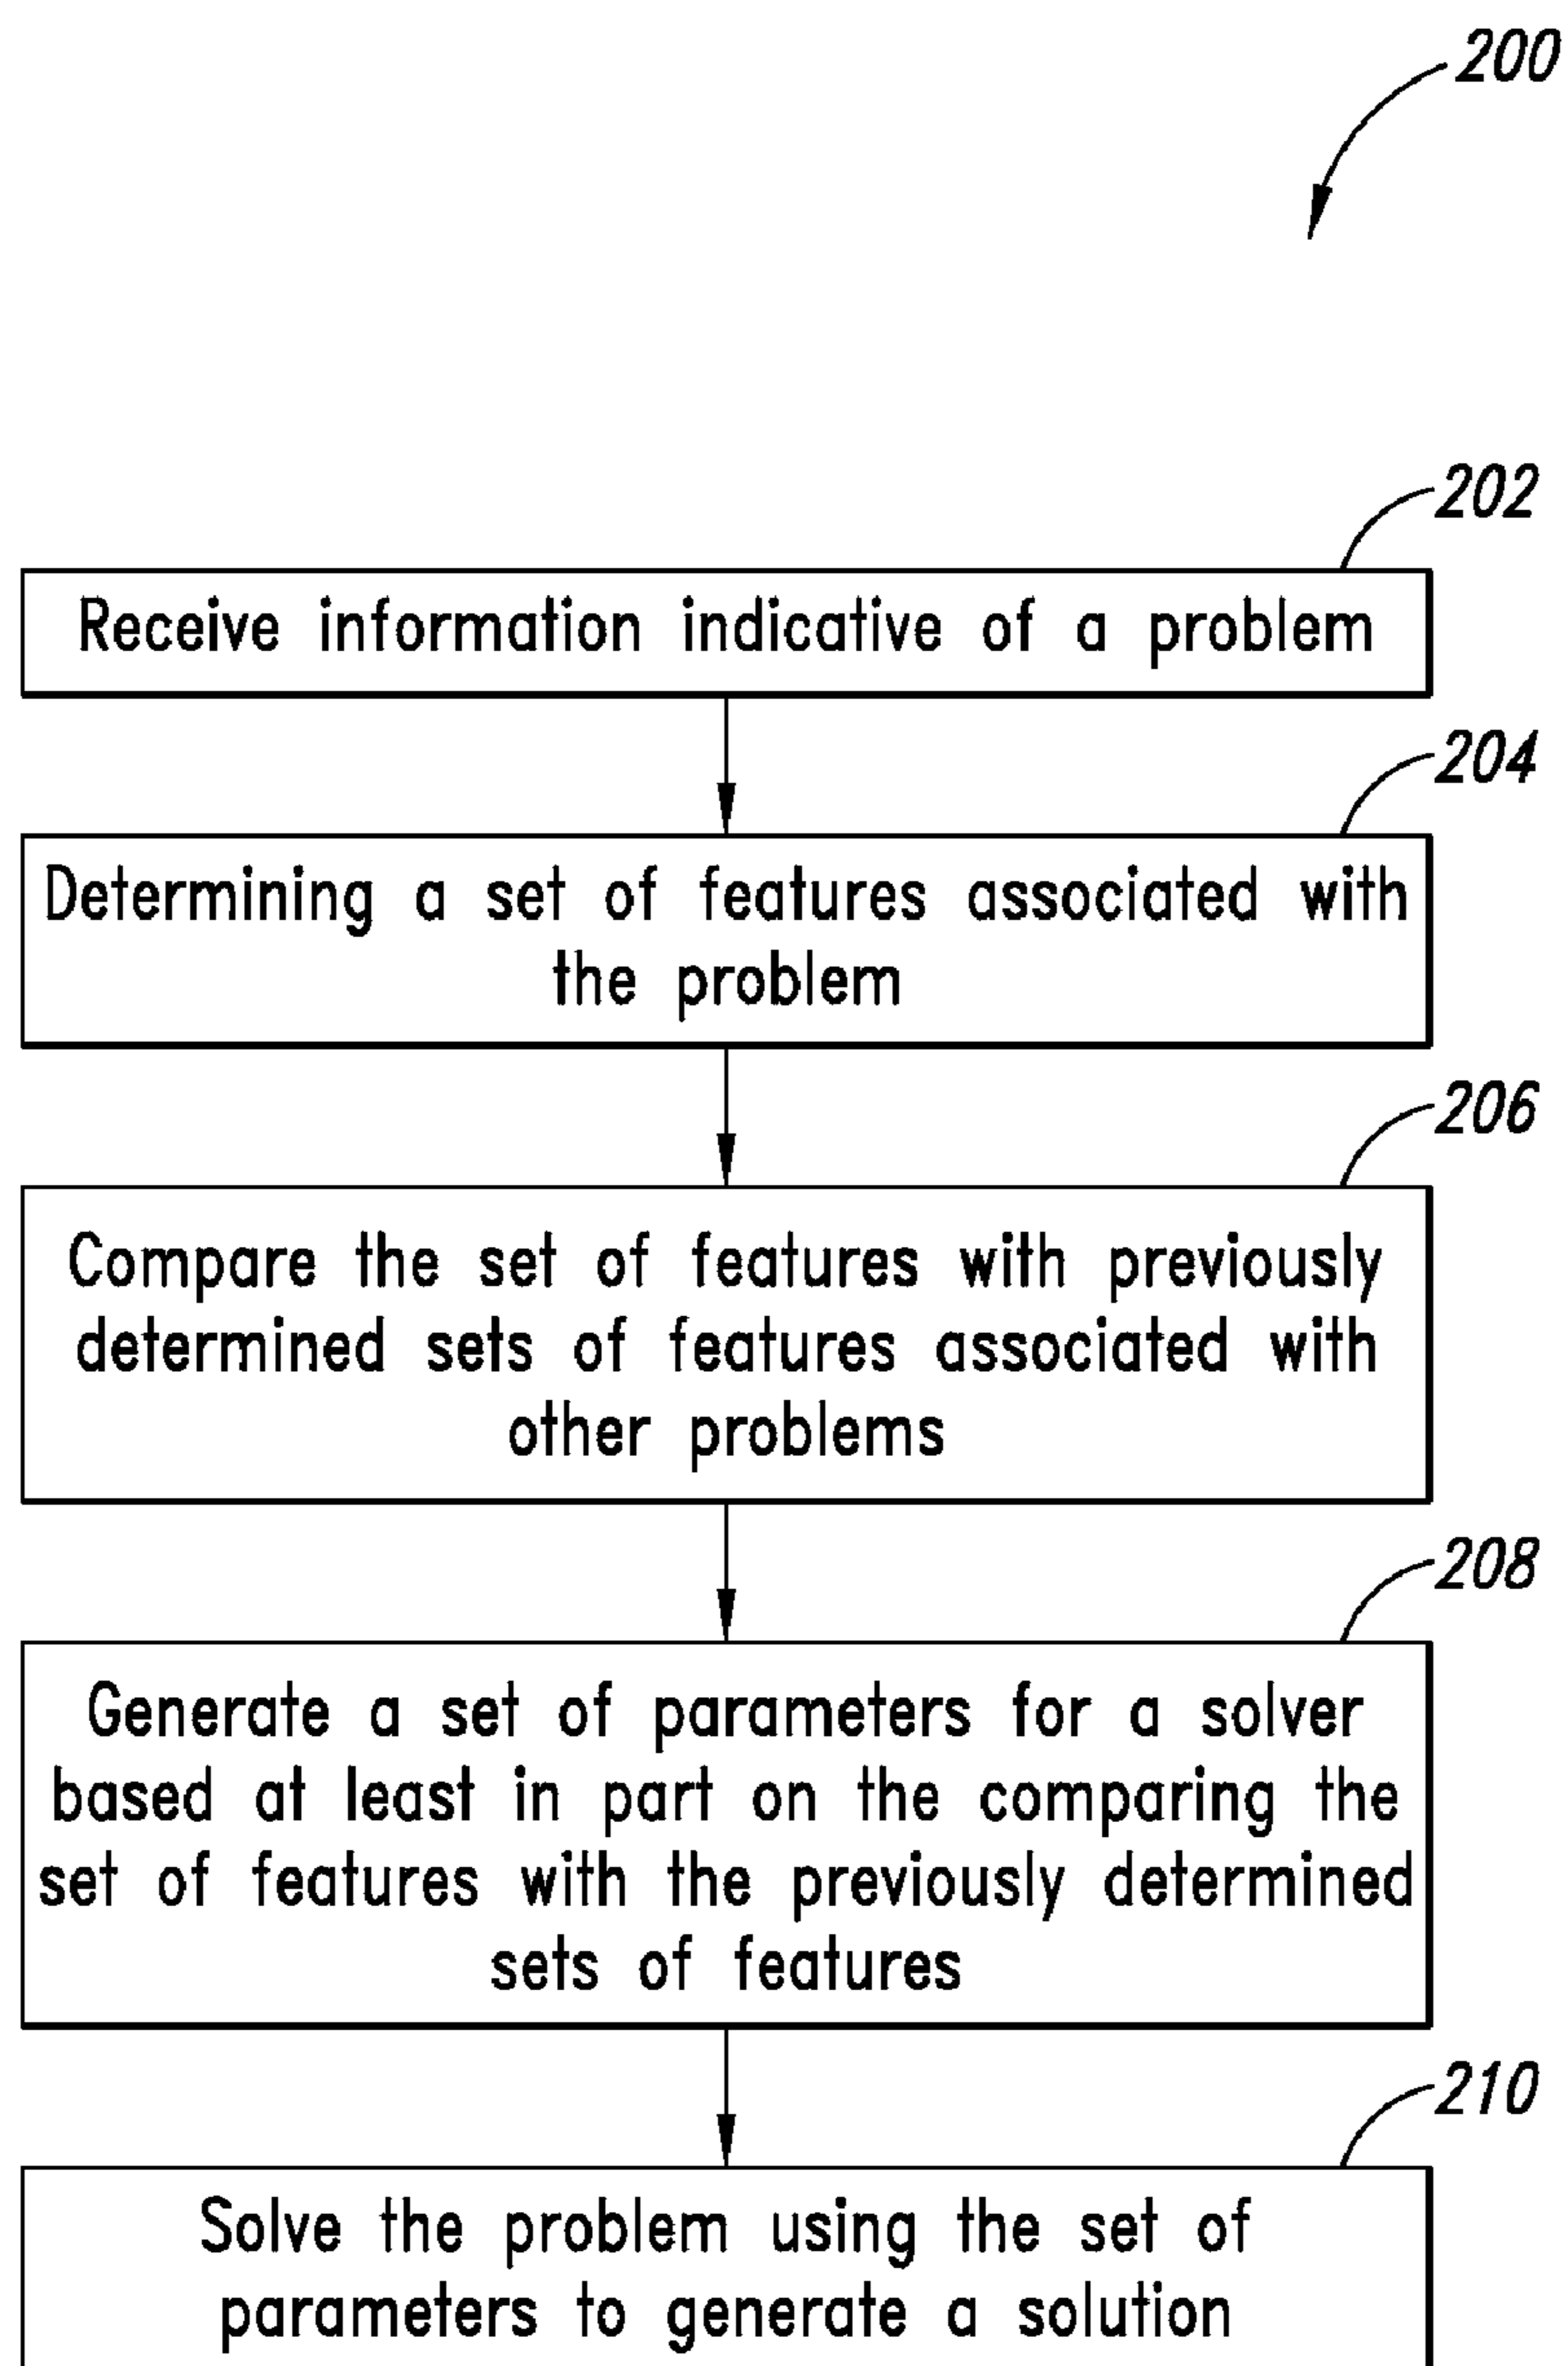 200
202
Receive information indicative of a problem
204
Determining a set of features associated with
the problem
206
Compare the set of features with previously
determined sets of features associated with
other problems
208
Generate a set of parameters for a solver
based at least in part on the comparing the
set of features with the previously determined
sets of features
210
Solve the problem using the set of
parameters to generate a solution